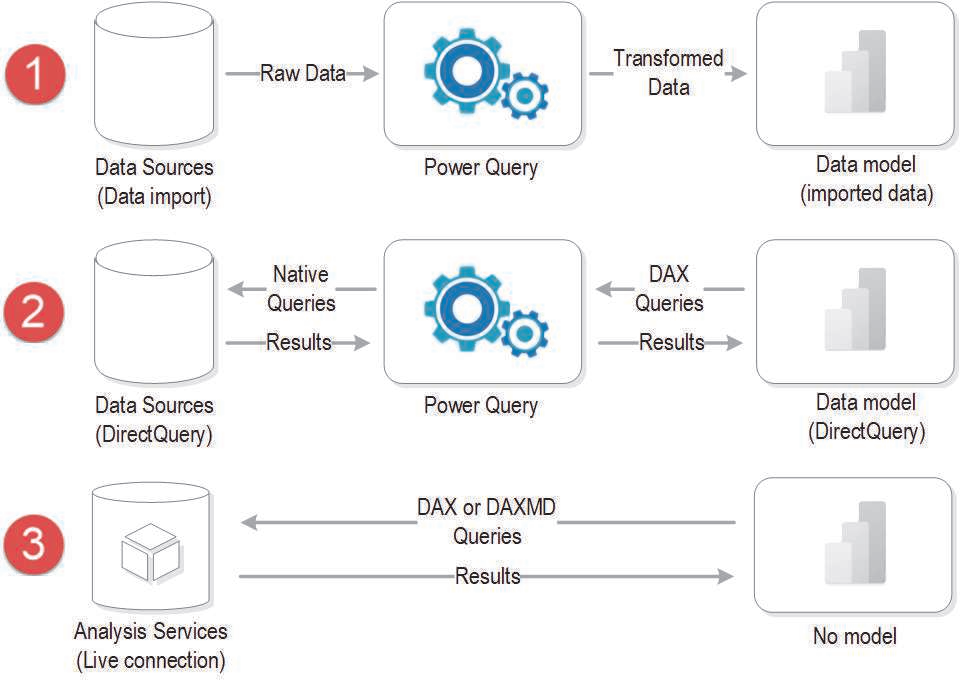 1
Raw Data
Transformed
Data
Data Sources
(Data import)
Power Query
Data model
(imported data)
2
Native
Queries
Results
DAX
Queries
Results
Data Sources
(DirectQuery)
Power Query
Data model
(DirectQuery)
3
DAX or DAXMD
Queries
Results
Analysis Services
(Live connection)
No model